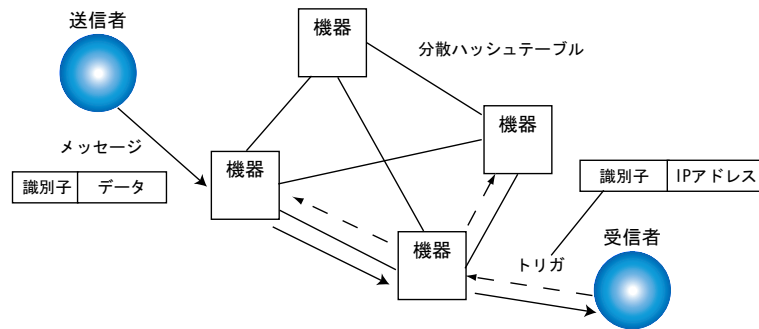 送信者
機器
分散ハッシュテーブル
機器
メッセージ
機器
識別子 データ
識別子 IPアドレス
機器
トリガ
受信者